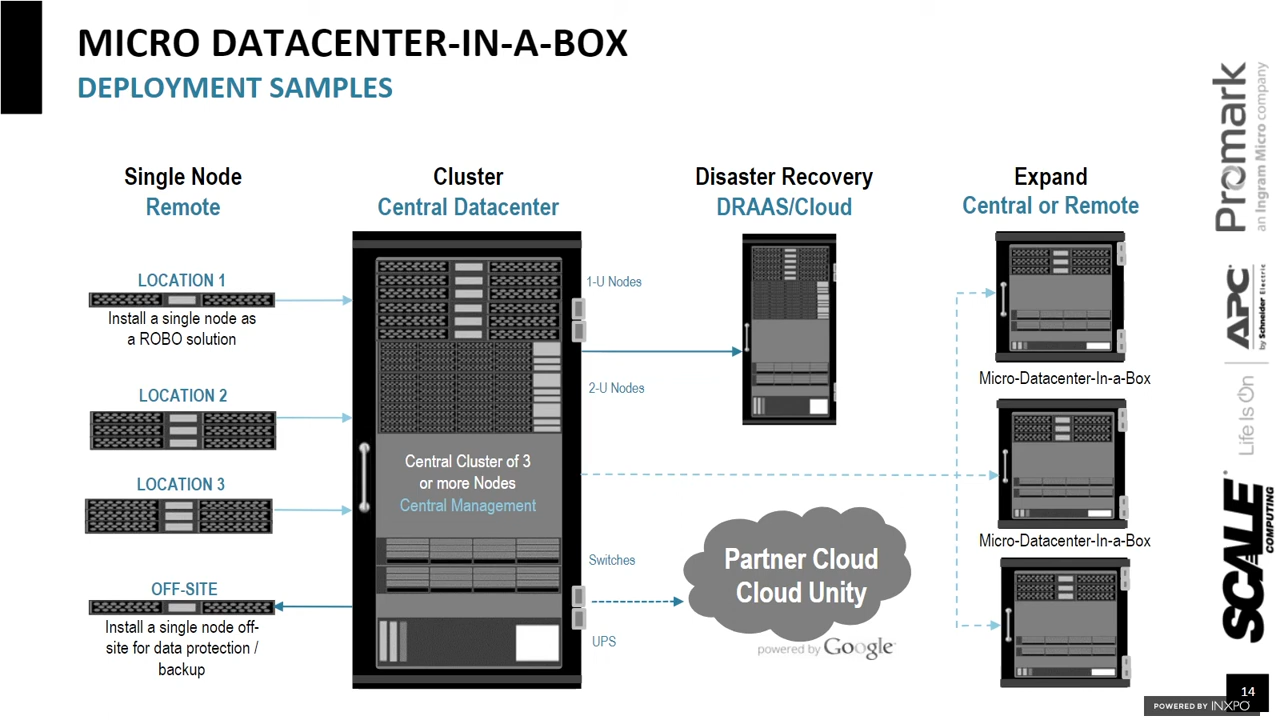 MICRO DATACENTER-IN-A-BOX
DEPLOYMENT SAMPLES
Single Node
Remote
LOCATION 1
Install a single node as
a ROBO solution
LOCATION 2
LOCATION 3
OFF-SITE
Install a single node off-
site for data protection /
backup
Cluster
Central Datacenter
1-U Nodes
2-U Nodes
Central Cluster of 3
or more Nodes
Central Management
Switches
UPS
Disaster Recovery
DRAAS/Cloud
Partner Cloud
Cloud Unity
powered by Google
Expand
Central or Remote
Micro-Datacenter-In-a-Box
Micro-Datacenter-In-a-Box
Promark
an Ingram Micro company
APC
by Schneider Electric
Life Is On
SCALE
COMPUTING
14
POWERED BY INXPO